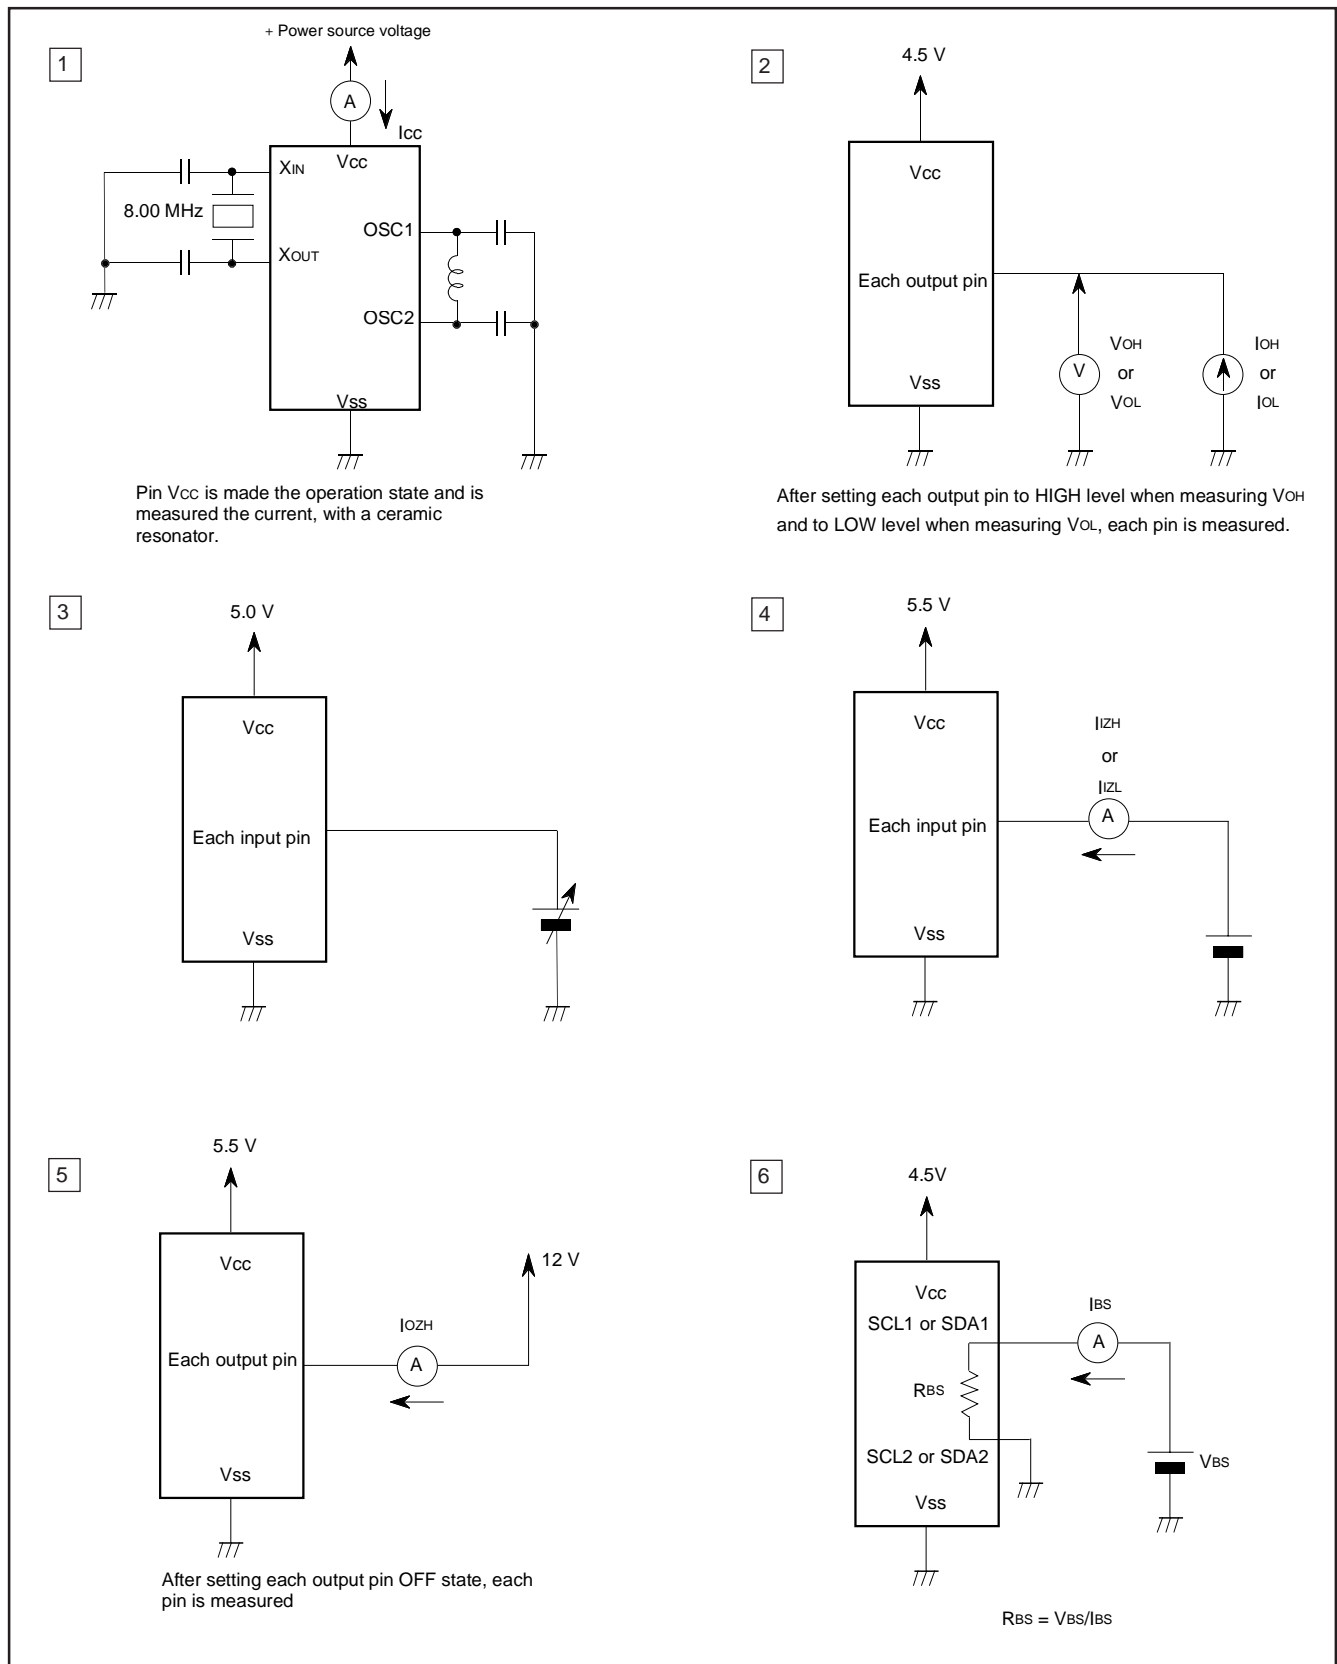 1
+ Power source voltage
A
Icc
Vcc
XIN
8.00 MHz
XOUT
OSC1
OSC2
Vss
Pin VCC is made the operation state and is
measured the current, with a ceramic
resonator.
2
4.5 V
Vcc
Each output pin
Vss
V
VOH
or
VOL
IOH
or
IOL
After setting each output pin to HIGH level when measuring VOH
and to LOW level when measuring VOL, each pin is measured.
3
5.0 V
Vcc
Each input pin
Vss
4
5.5 V
Vcc
Each input pin
Vss
IIZH
or
IIZL
A
5
5.5 V
Vcc
Each output pin
Vss
IOZH
A
12 V
After setting each output pin OFF state, each
pin is measured
6
4.5V
Vcc
SCL1 or SDA1
RBS
SCL2 or SDA2
Vss
IBS
A
VBS
RBS = VBS/IBS